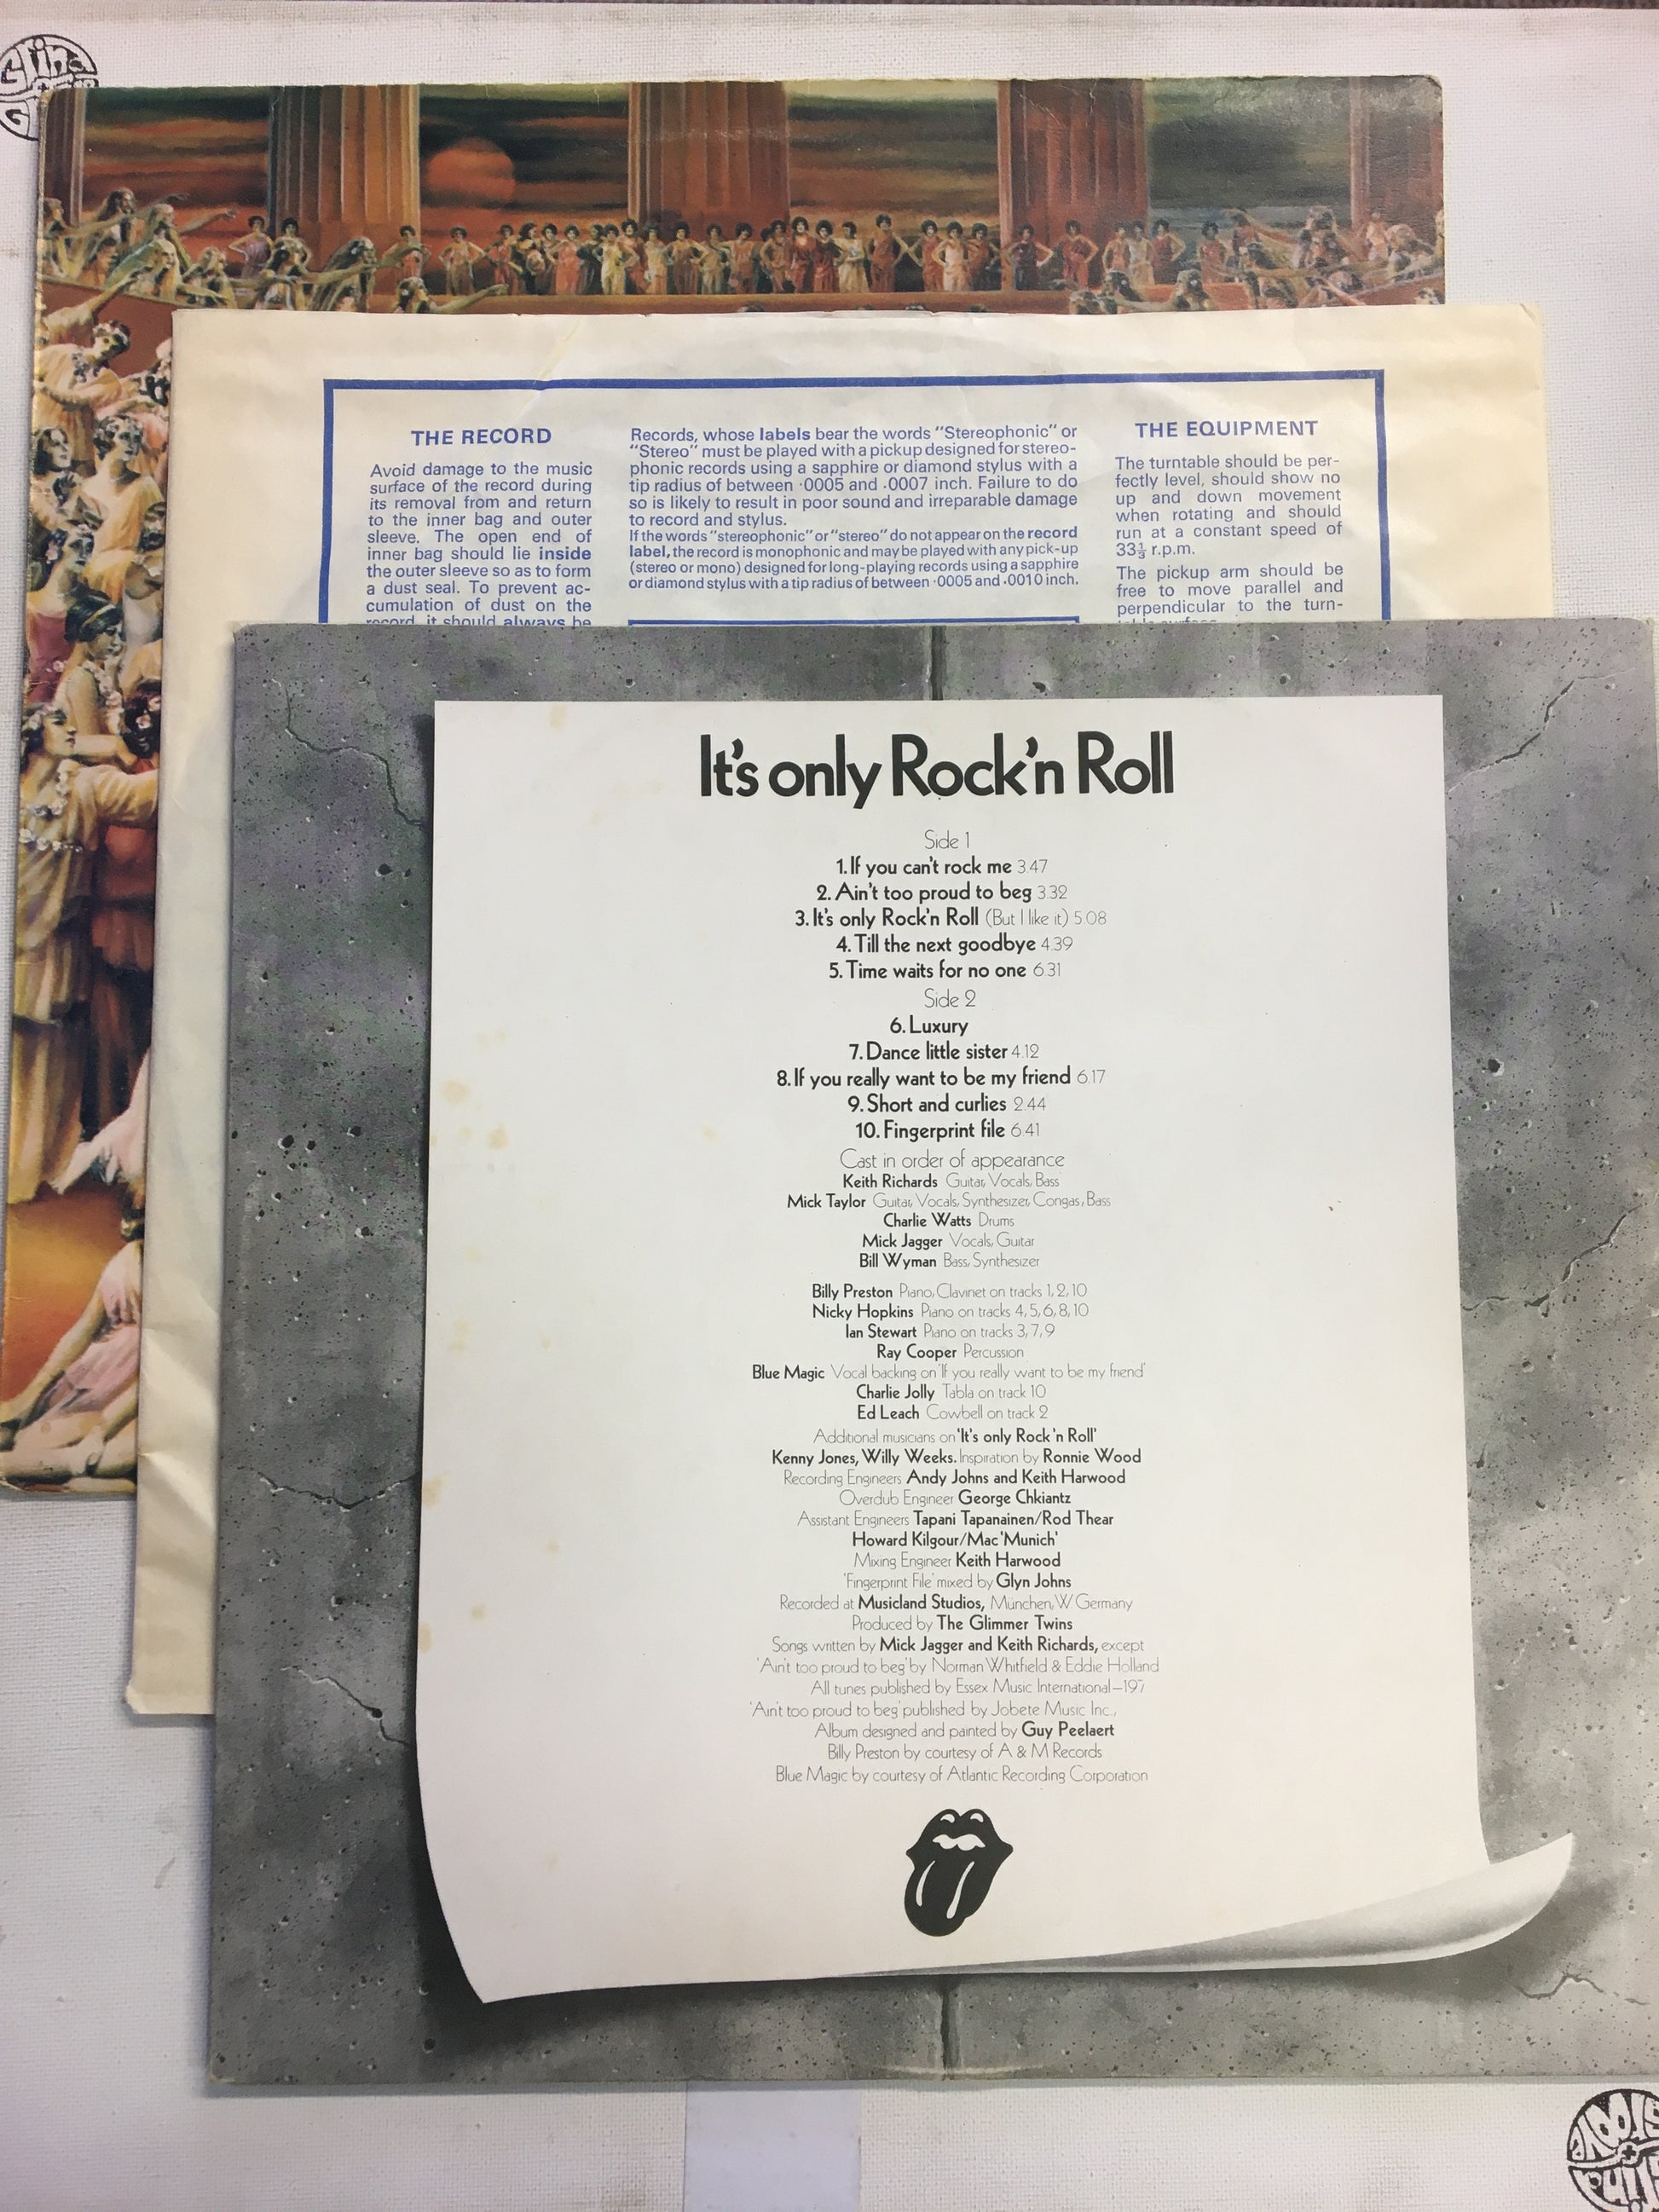 THE RECORD
Avoid damage to the music
surface of the record during
its removal from and return
to the inner bag and outer
sleeve. The open end of
inner bag should lie inside
the outer sleeve so as to form
a dust seal. To prevent ac-
cumulation of dust on the
record, it should always be
Records, whose labels bear the words "Stereophonic" or
"Stereo" must be played with a pickup designed for stereo-
phonic records using a sapphire or diamond stylus with a
tip radius of between ·0005 and ·0007 inch. Failure to do
so is likely to result in poor sound and irreparable damage
to record and stylus.
If the words "stereophonic" or "stereo" do not appear on the record
label, the record is monophonic and may be played with any pick-up
(stereo or mono) designed for long-playing records using a sapphire
or diamond stylus with a tip radius of between ·0005 and ·0010 inch.
THE EQUIPMENT
The turntable should be per-
fectly level, should show no
up and down movement
when rotating and should
run at a constant speed of
33⅓ r.p.m.
The pickup arm should be
free to move parallel and
perpendicular to the turn-
table surface.
It's only Rock'n Roll
Side 1
1. If you can't rock me 3.47
2. Ain't too proud to beg 3.32
3. It's only Rock'n Roll (But I like it) 5.08
4. Till the next goodbye 4.39
5. Time waits for no one 6.31
Side 2
6. Luxury
7. Dance little sister 4.12
8. If you really want to be my friend 6.17
9. Short and curlies 2.44
10. Fingerprint file 6.41
Cast in order of appearance
Keith Richards Guitar, Vocals, Bass
Mick Taylor Guitar, Vocals, Synthesizer, Congas, Bass
Charlie Watts Drums
Mick Jagger Vocals, Guitar
Bill Wyman Bass, Synthesizer
Billy Preston Piano, Clavinet on tracks 1, 2, 10
Nicky Hopkins Piano on tracks 4, 5, 6, 8, 10
Ian Stewart Piano on tracks 3, 7, 9
Ray Cooper Percussion
Blue Magic Vocal backing on 'If you really want to be my friend'
Charlie Jolly Tabla on track 10
Ed Leach Cowbell on track 2
Additional musicians on 'It's only Rock 'n Roll'
Kenny Jones, Willy Weeks. Inspiration by Ronnie Wood
Recording Engineers Andy Johns and Keith Harwood
Overdub Engineer George Chkiantz
Assistant Engineers Tapani Tapanainen/Rod Thear
Howard Kilgour/Mac 'Munich'
Mixing Engineer Keith Harwood
'Fingerprint File' mixed by Glyn Johns
Recorded at Musicland Studios, München, W Germany
Produced by The Glimmer Twins
Songs written by Mick Jagger and Keith Richards, except
'Ain't too proud to beg' by Norman Whitfield & Eddie Holland
All tunes published by Essex Music International–197
'Ain't too proud to beg' published by Jobete Music Inc.,
Album designed and painted by Guy Peelaert
Billy Preston by courtesy of A & M Records
Blue Magic by courtesy of Atlantic Recording Corporation